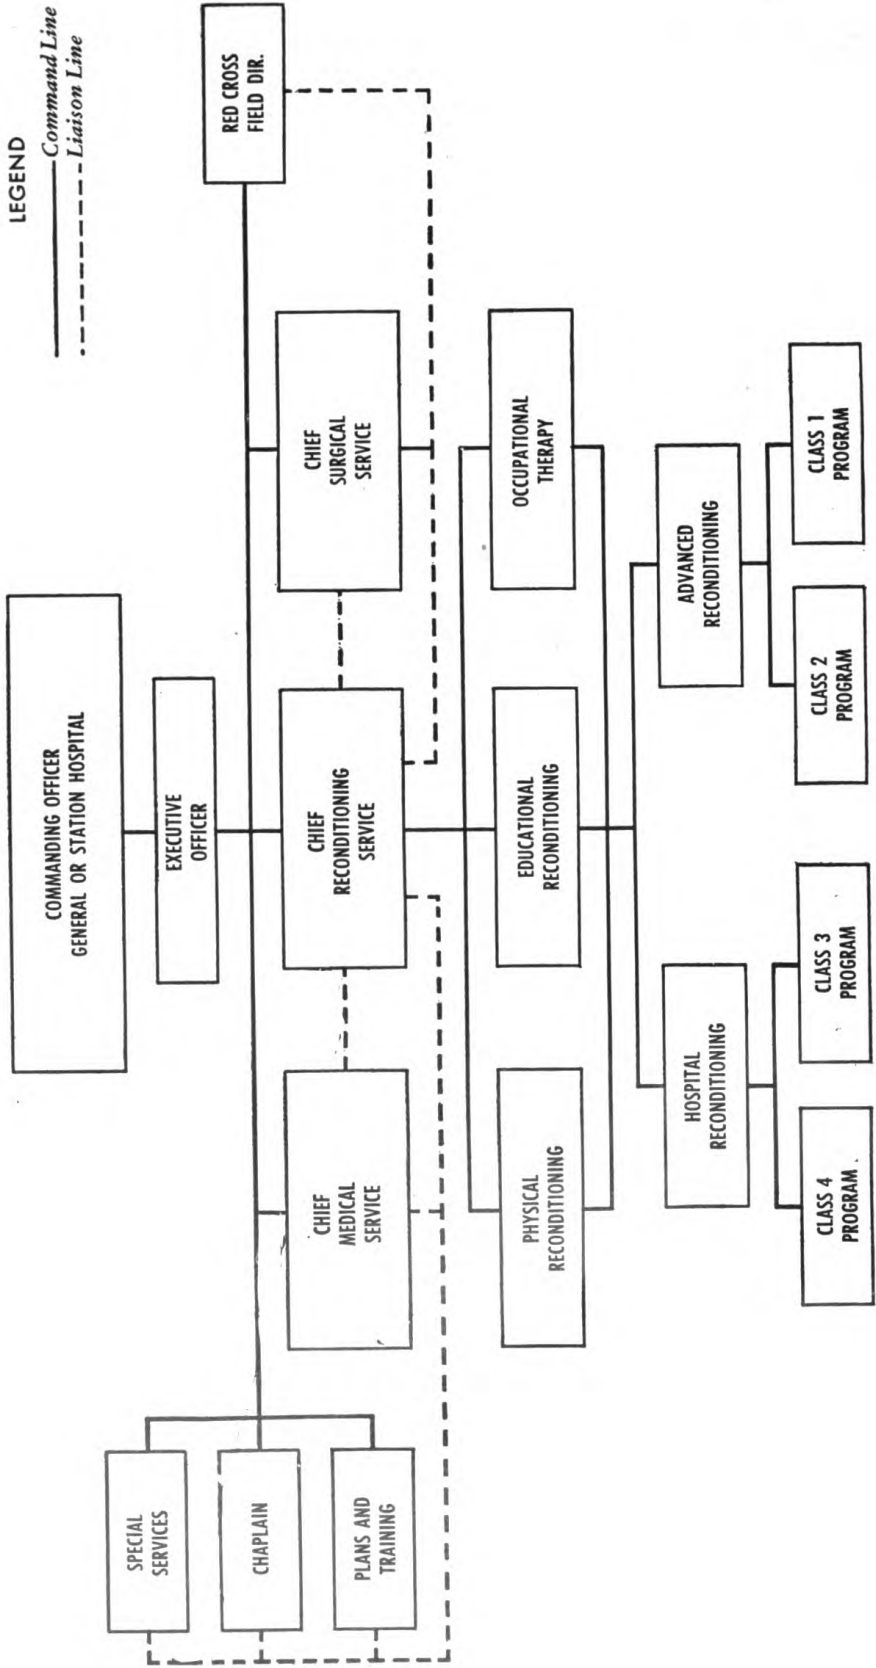 LEGEND
Command Line
Liaison Line
COMMANDING OFFICER
GENERAL OR STATION HOSPITAL
EXECUTIVE
OFFICER
SPECIAL
SERVICES
CHAPLAIN
PLANS AND
TRAINING
RED CROSS
FIELD DIR.
CHIEF
MEDICAL
SERVICE
CHIEF
RECONDITIONING
SERVICE
CHIEF
SURGICAL
SERVICE
PHYSICAL
RECONDITIONING
EDUCATIONAL
RECONDITIONING
OCCUPATIONAL
THERAPY
HOSPITAL
RECONDITIONING
ADVANCED
RECONDITIONING
CLASS 4
PROGRAM
CLASS 3
PROGRAM
CLASS 2
PROGRAM
CLASS 1
PROGRAM